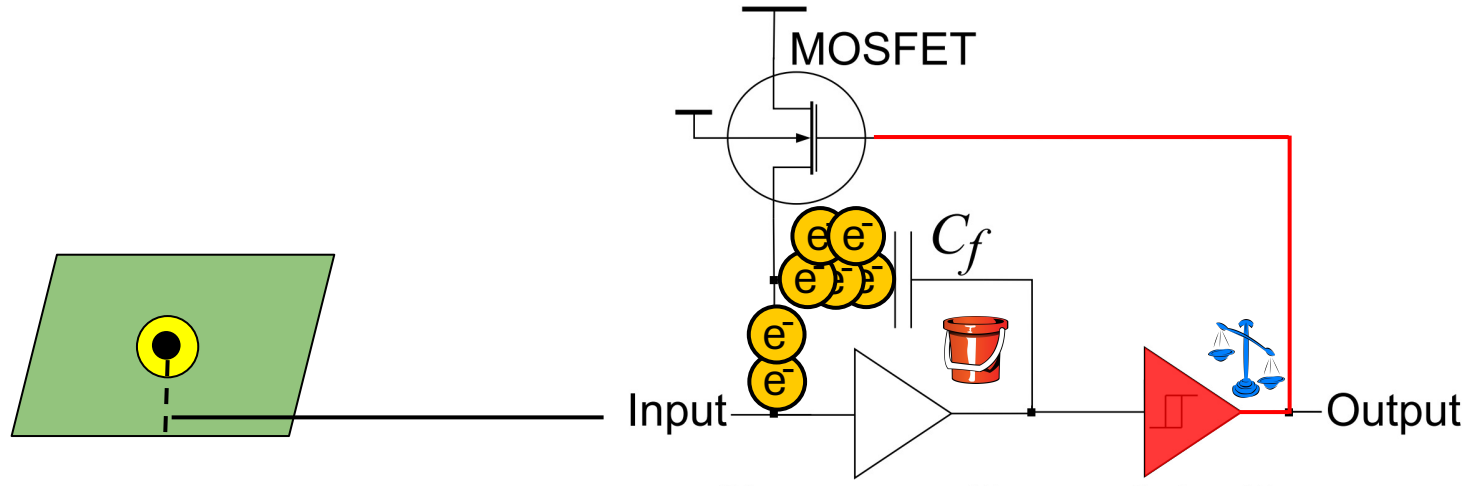 MOSFET
e⁻ e⁻
C_f
e⁻ e⁻ e⁻
e⁻
e⁻
Input
Output